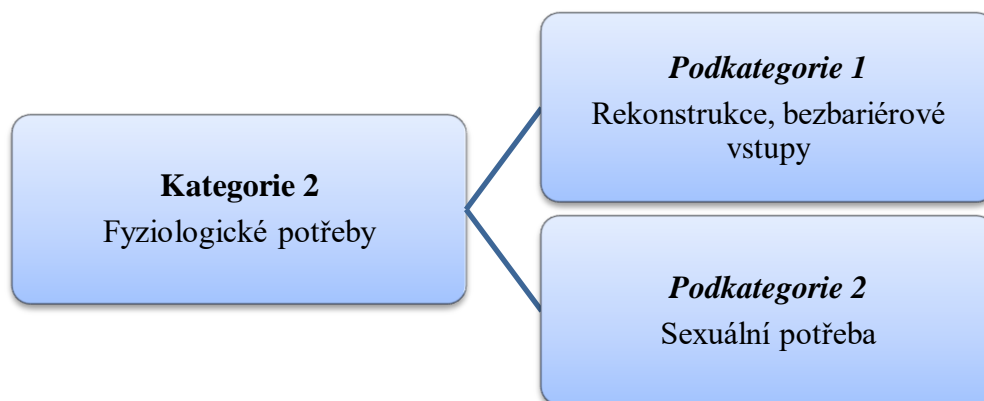 Kategorie 2
Fyziologické potřeby
Podkategorie 1
Rekonstrukce, bezbariérové
vstupy
Podkategorie 2
Sexuální potřeba